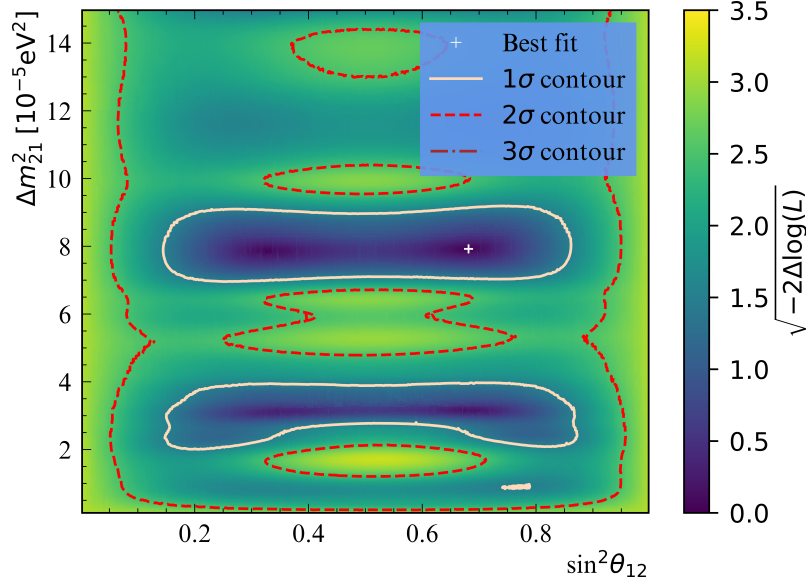 14
12
10
8
6
4
2
Δm²₂₁ [10⁻⁵eV²]
0.2 0.4 0.6 0.8
sin²θ₁₂
Best fit
1σ contour
2σ contour
3σ contour
3.5
3.0
2.5
2.0
1.5
1.0
0.5
0.0
√−2Δlog(L)